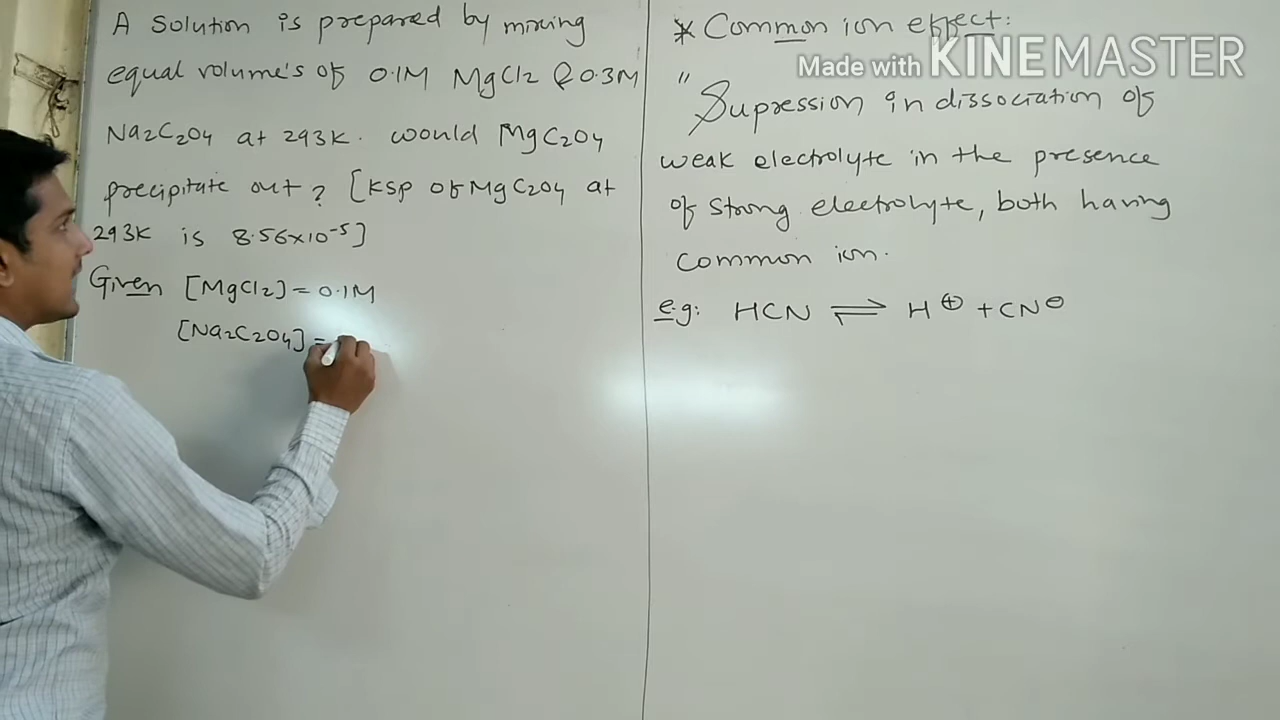 A Solution is prepared by mixing
equal volume's of 0.1M MgCl2 & 0.3M
Na2C2O4 at 293K. would MgC2O4
precipitate out? [Ksp of MgC2O4 at
293K is 8.56x10-5]
Given [MgCl2] = 0.1M
[Na2C2O4] =
* Common ion effect:
Made with KINEMASTER
" Supression in dissociation of
weak electrolyte in the presence
of strong electrolyte, both having
Common ion.
e.g: HCN ⇌ H⊕ + CN⊖